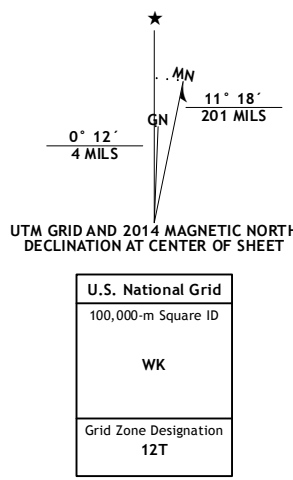 ★
MN
GN
11° 18´
201 MILS
0° 12´
4 MILS
UTM GRID AND 2014 MAGNETIC NORTH
DECLINATION AT CENTER OF SHEET
U.S. National Grid
100,000-m Square ID
WK
Grid Zone Designation
12T